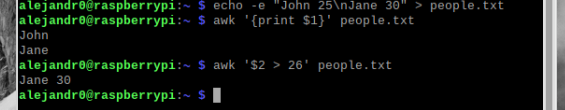 alejandr0@raspberrypi:~ $ echo -e "John 25\nJane 30" > people.txt
alejandr0@raspberrypi:~ $ awk '{print $1}' people.txt
John
Jane
alejandr0@raspberrypi:~ $ awk '$2 > 26' people.txt
Jane 30
alejandr0@raspberrypi:~ $